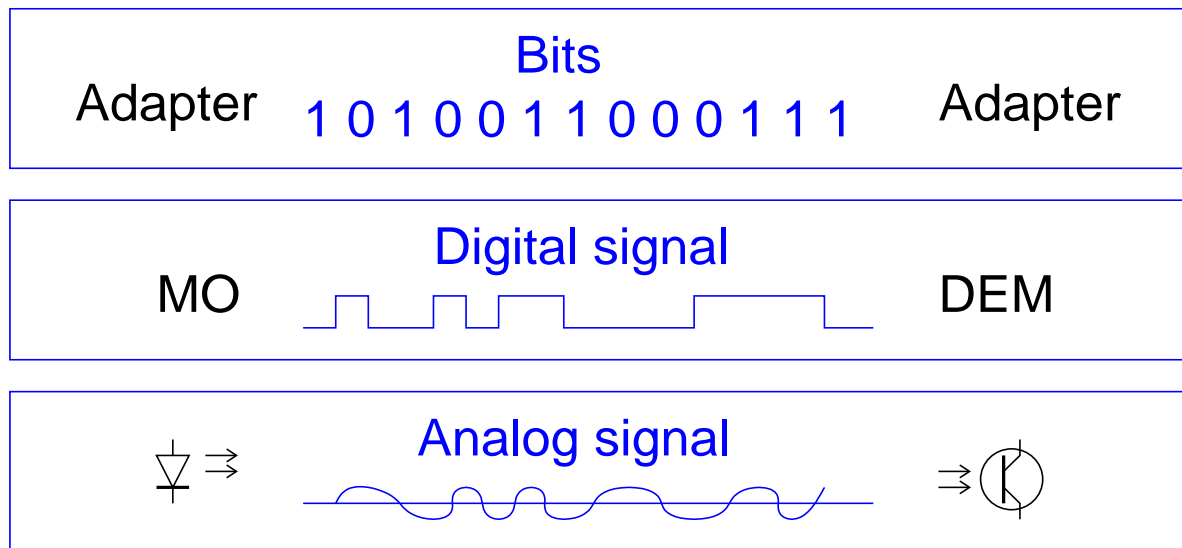 Bits
Adapter
1 0 1 0 0 1 1 0 0 0 1 1 1
Adapter
Digital signal
MO
DEM
Analog signal